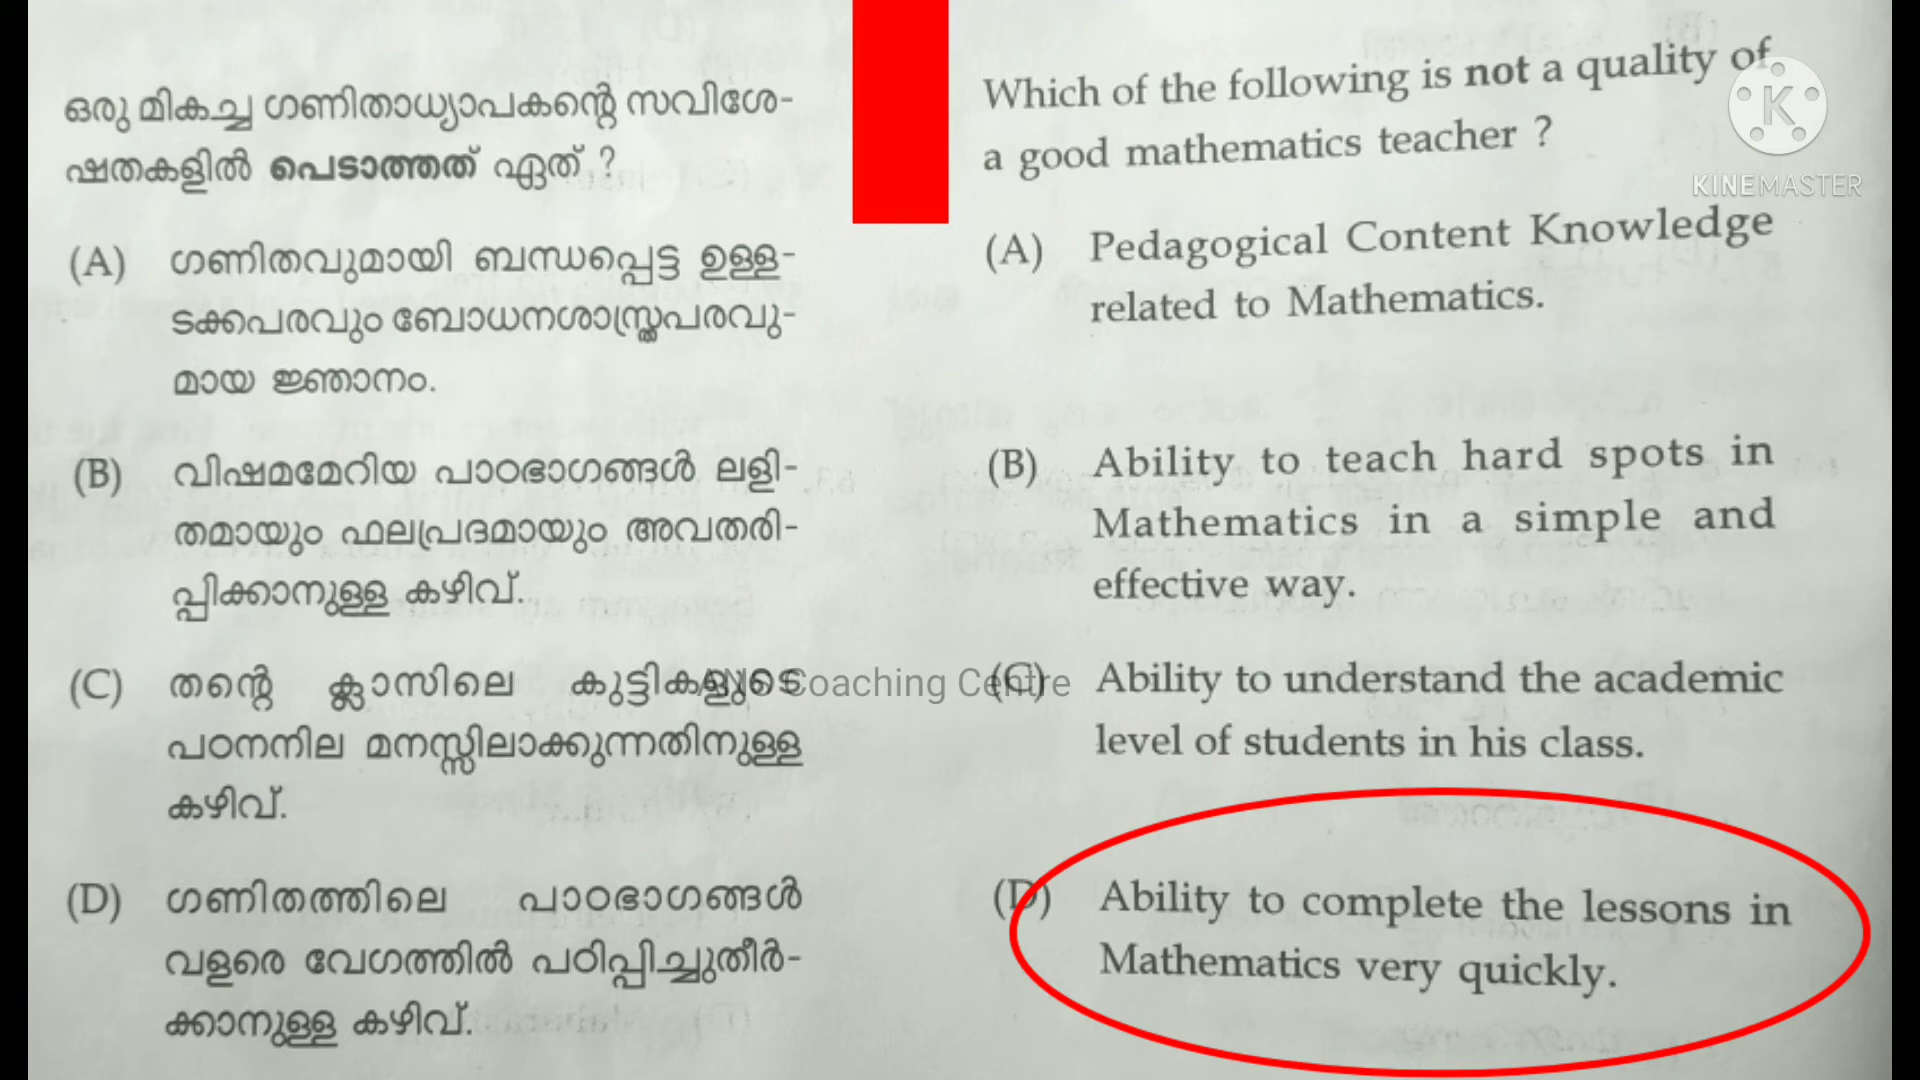 ഒരു മികച്ച ഗണിതാധ്യാപകന്റെ സവിശേ-
ഷതകളിൽ പെടാത്തത് ഏത് ?
(A) ഗണിതവുമായി ബന്ധപ്പെട്ട ഉള്ള-
ടക്കപരവും ബോധനശാസ്ത്രപരവു-
മായ ജ്ഞാനം.
(B) വിഷമമേറിയ പാഠഭാഗങ്ങൾ ലളി-
തമായും ഫലപ്രദമായും അവതരി-
പ്പിക്കാനുള്ള കഴിവ്.
(C) തന്റെ ക്ലാസിലെ കുട്ടികളുടെ
പഠനനില മനസ്സിലാക്കുന്നതിനുള്ള
കഴിവ്.
(D) ഗണിതത്തിലെ പാഠഭാഗങ്ങൾ
വളരെ വേഗത്തിൽ പഠിപ്പിച്ചുതീർ-
ക്കാനുള്ള കഴിവ്.
Which of the following is not a quality of
a good mathematics teacher ?
(A) Pedagogical Content Knowledge
related to Mathematics.
(B) Ability to teach hard spots in
Mathematics in a simple and
effective way.
(C) Ability to understand the academic
level of students in his class.
(D) Ability to complete the lessons in
Mathematics very quickly.
Coaching Centre
K
KINEMASTER